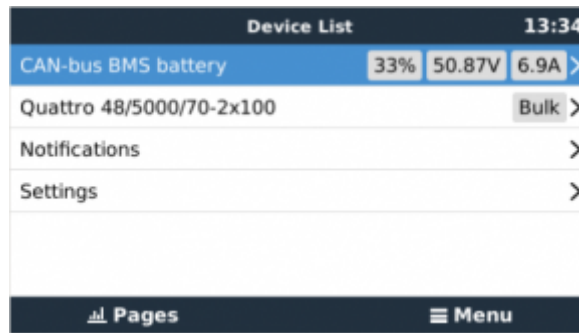 Device List 13:34
CAN-bus BMS battery 33% 50.87V 6.9A
Quattro 48/5000/70-2x100 Bulk
Notifications
Settings
Pages Menu